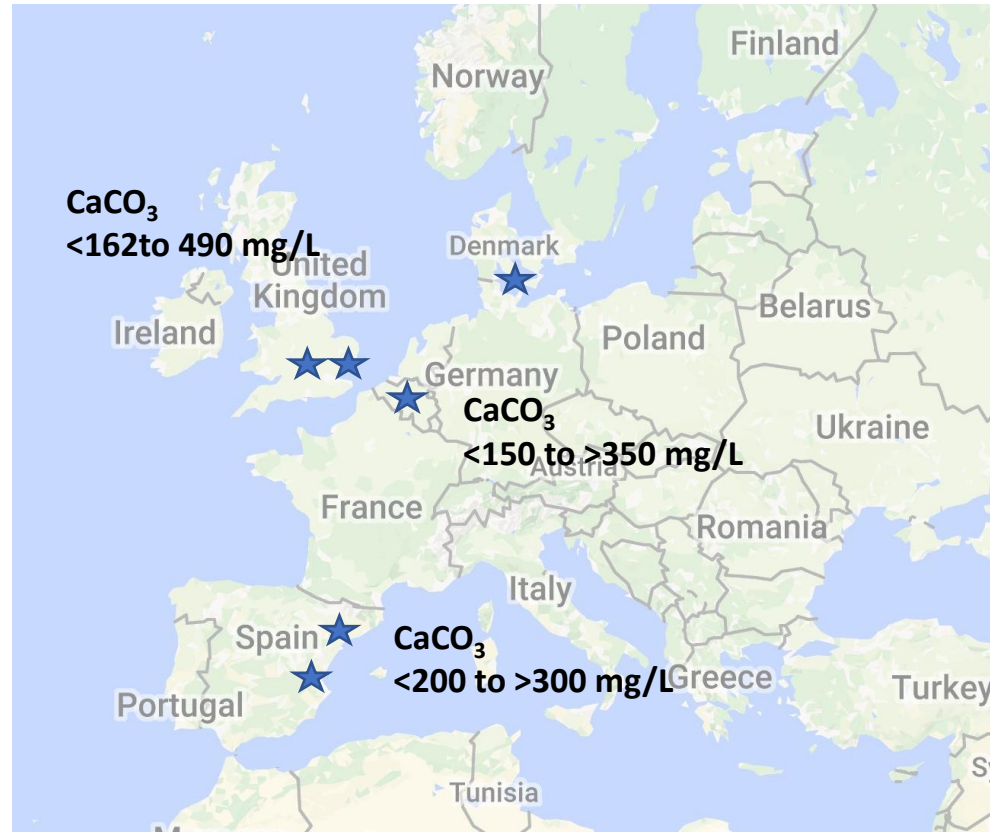 Finland
Norway
CaCO₃
<162to 490 mg/L
United
Kingdom
Denmark
Ireland
Belarus
Poland
Germany
CaCO₃
<150 to >350 mg/L
Ukraine
Austria
France
Romania
Italy
Spain
CaCO₃
<200 to >300 mg/L
Greece
Turkey
Portugal
Tunisia